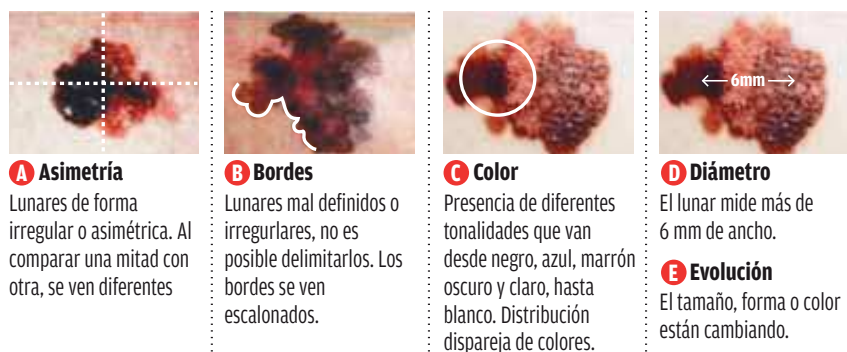 A Asimetría
Lunares de forma
irregular o asimétrica. Al
comparar una mitad con
otra, se ven diferentes
B Bordes
Lunares mal definidos o
irregurlares, no es
posible delimitarlos. Los
bordes se ven
escalonados.
C Color
Presencia de diferentes
tonalidades que van
desde negro, azul, marrón
oscuro y claro, hasta
blanco. Distribución
dispareja de colores.
6mm
D Diámetro
El lunar mide más de
6 mm de ancho.
E Evolución
El tamaño, forma o color
están cambiando.